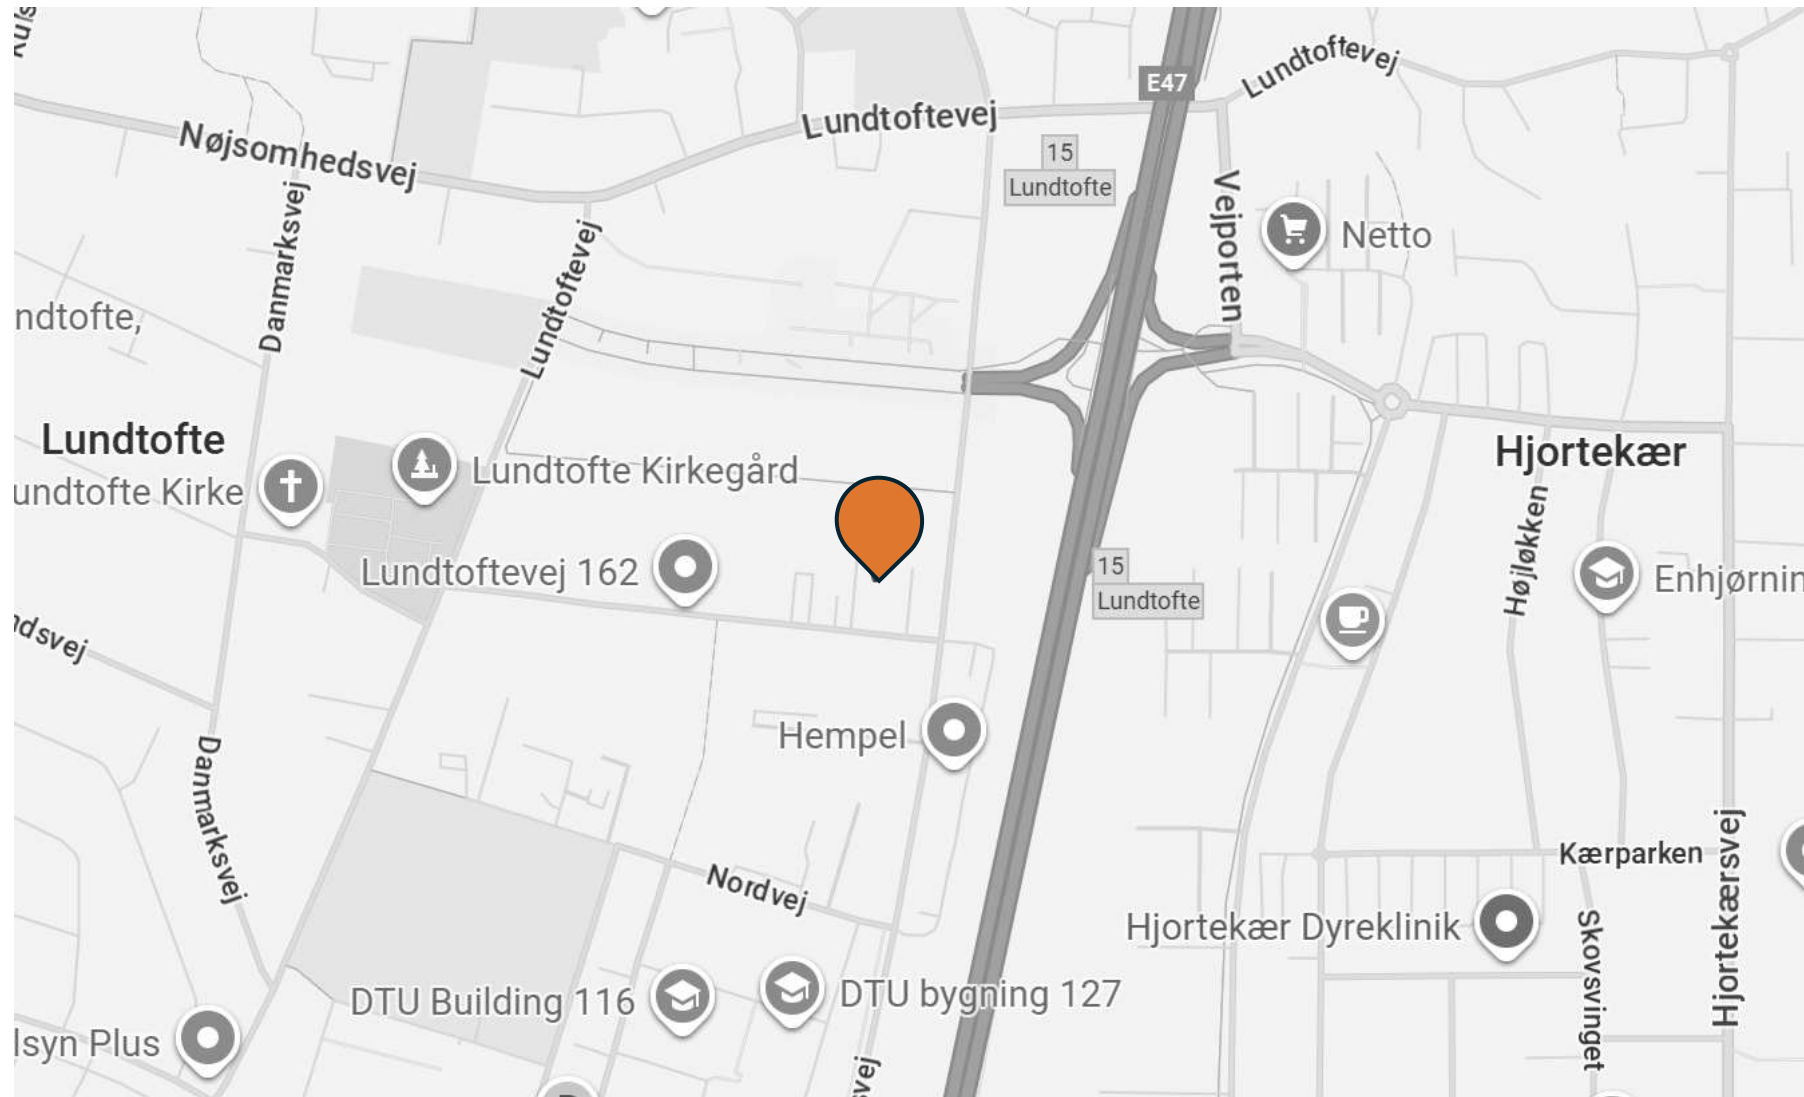 Lundtoftevej
E47
Lundtoftevej
Nøjsomhedsvej
15
Lundtofte
Danmarksvej
Lundtoftevej
Vejporten
Netto
ndtofte,
Lundtofte
Lundtofte Kirkegård
undtofte Kirke
Hjortekær
Højløkken
Lundtoftevej 162
15
Lundtofte
Enhjørnin
ndsvej
Hempel
Danmarksvej
Nordvej
Kærparken
Hjortekærsvej
Hjortekær Dyreklinik
Skovsvinget
DTU Building 116
DTU bygning 127
lsyn Plus
svej